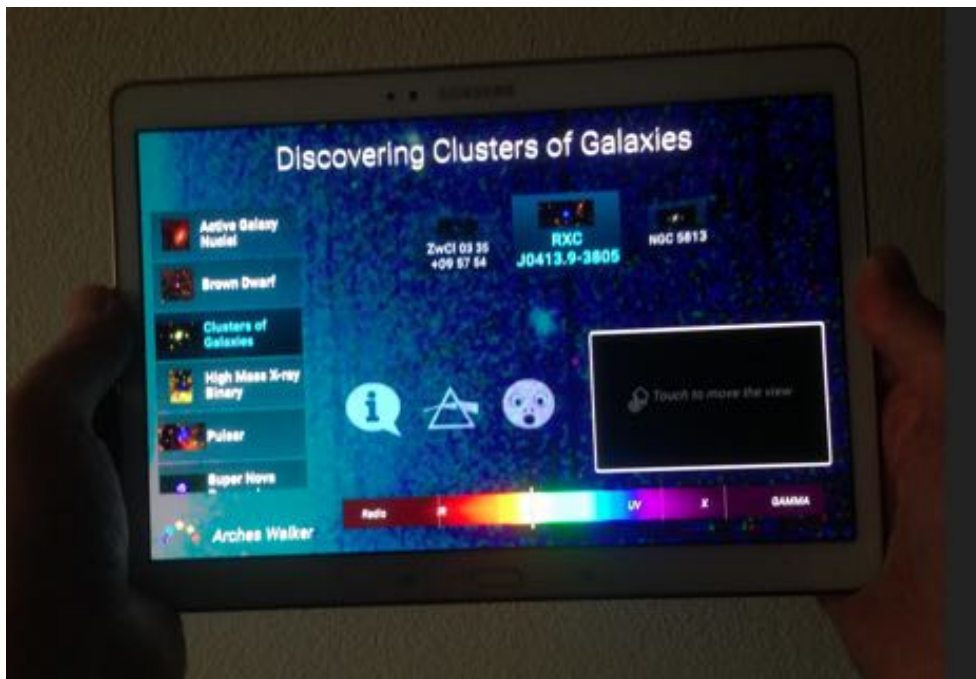 SAMSUNG
Discovering Clusters of Galaxies
Active Galaxy
Nuclei
Brown Dwarf
Clusters of
Galaxies
High Mass X-ray
Binary
Pulsar
Super Nova
ZwCl 03 35
+09 57 54
RXC
J0413.9-3805
NGC 5813
i
Touch to move the view
Radio
IR
UV
X
GAMMA
Arches Walker